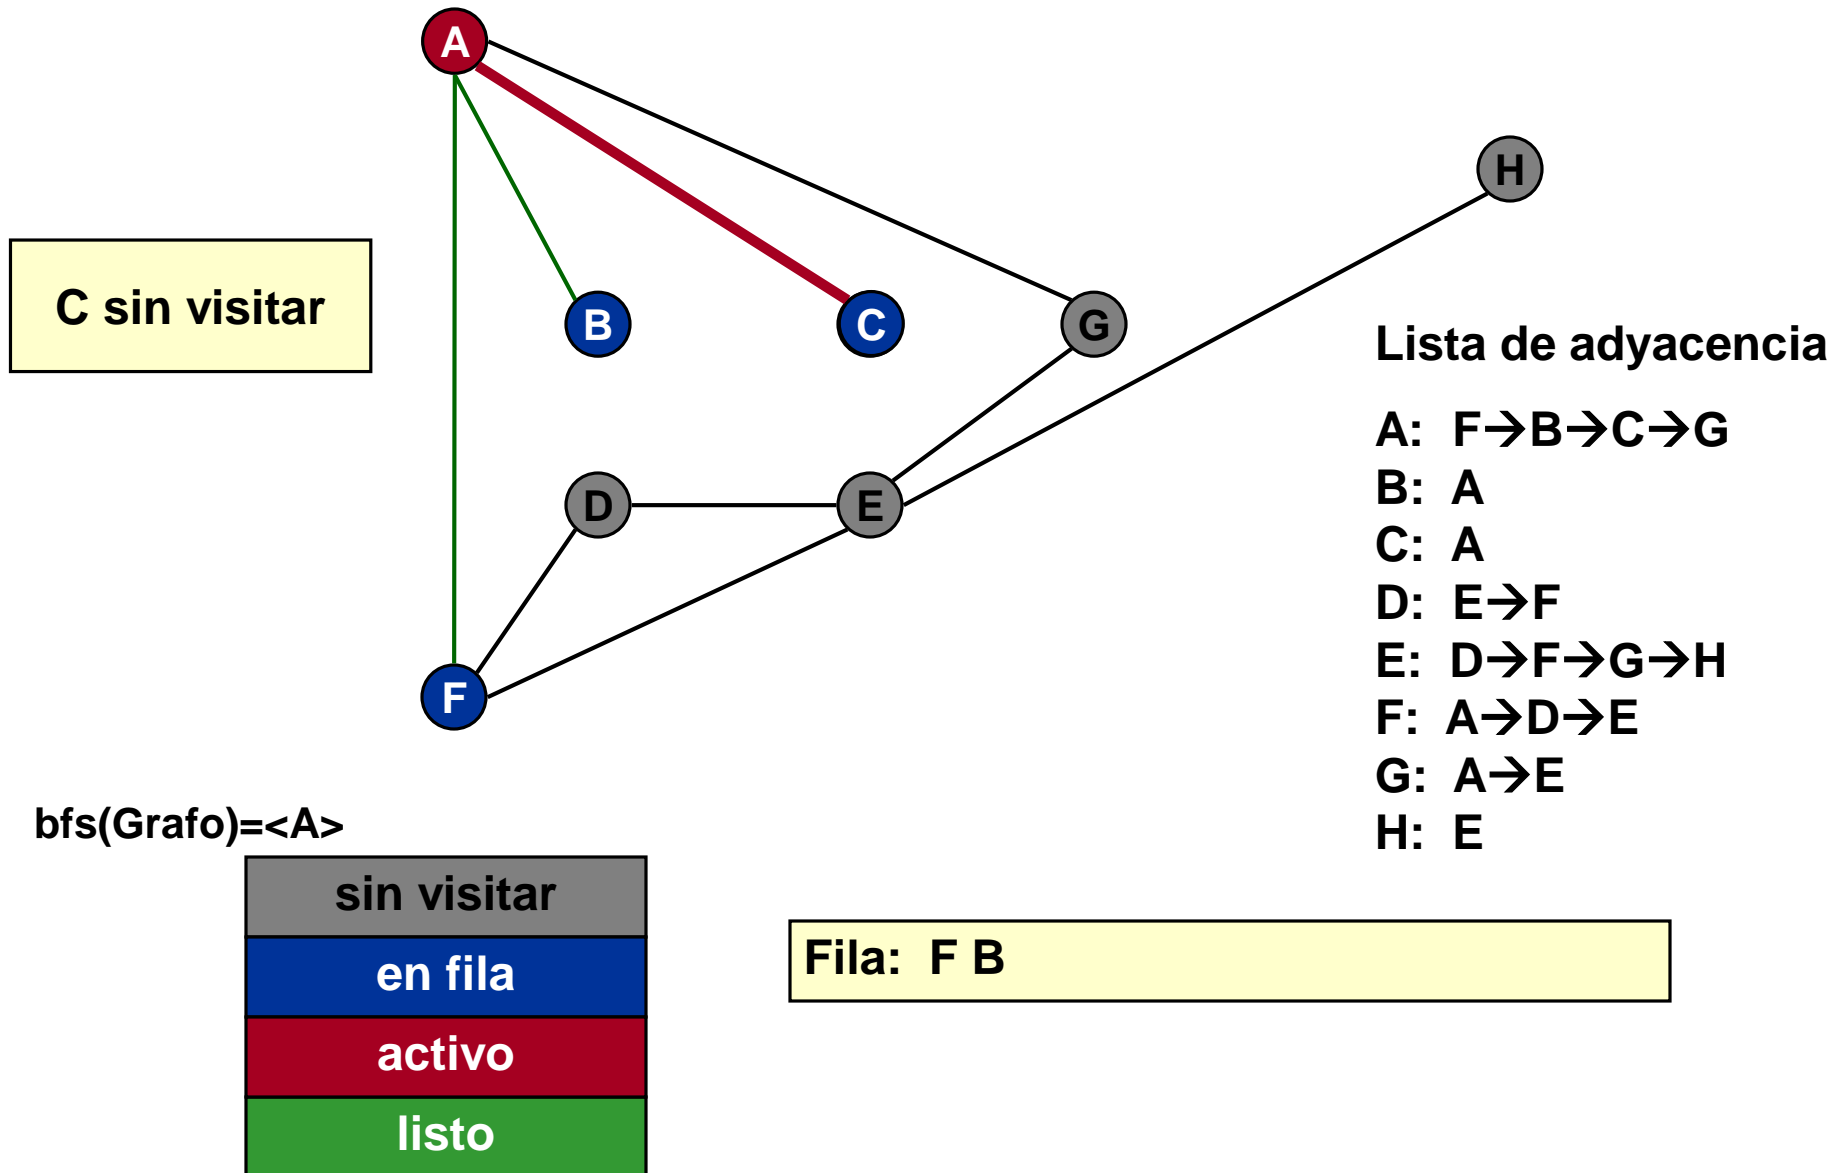 A
H
C sin visitar
B
C
G
Lista de adyacencia
A: F→B→C→G
B: A
C: A
D
E
D: E→F
E: D→F→G→H
F
F: A→D→E
G: A→E
H: E
bfs(Grafo)=<A>
sin visitar
en fila
activo
listo
Fila: F B